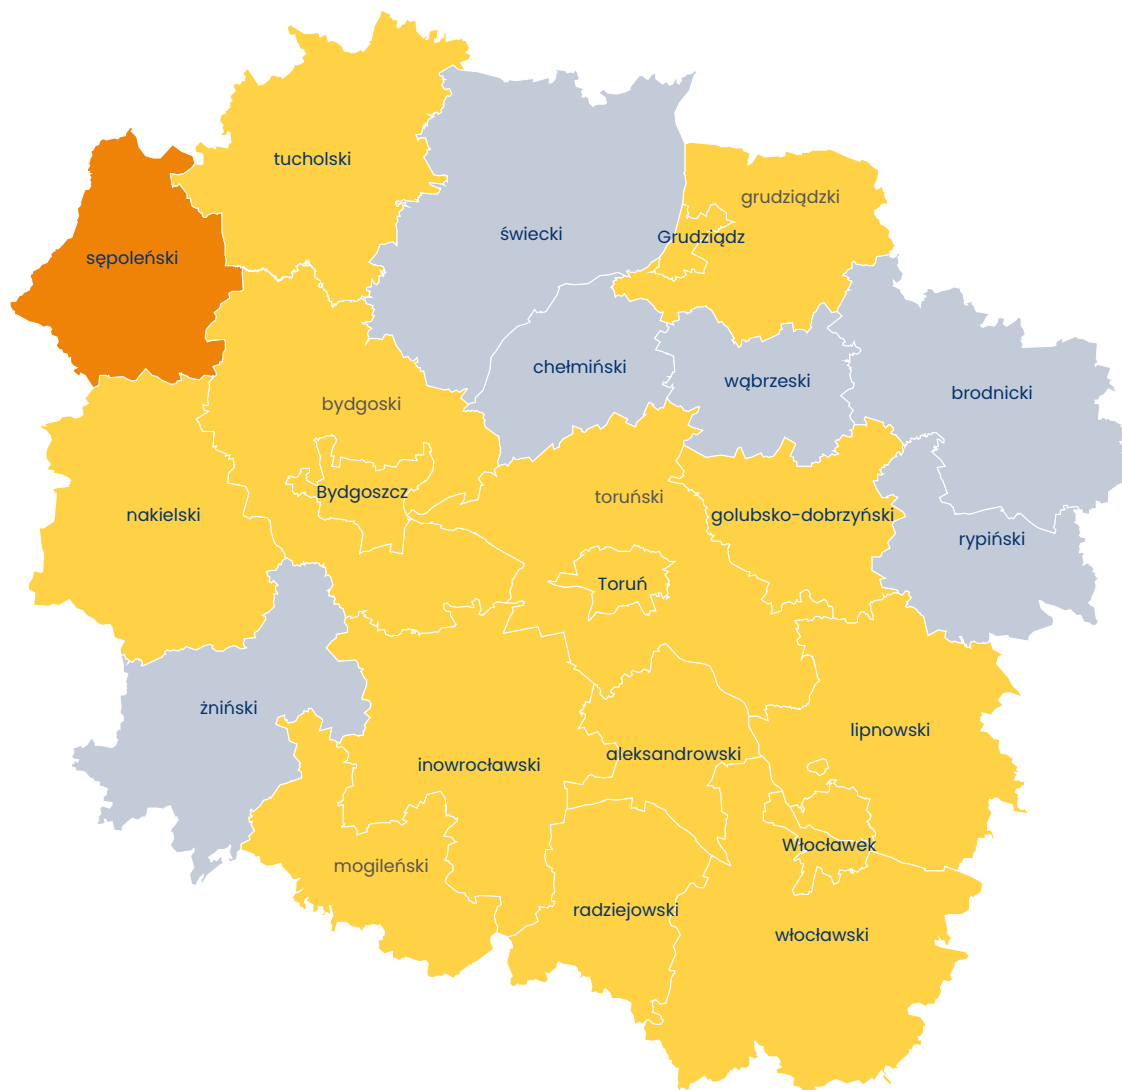 tucholski
grudziądzki
świecki
Grudziądz
sępoleński
chełmiński
wąbrzeski
brodnicki
bydgoski
Bydgoszcz
toruński
nakielski
golubsko-dobrzyński
rypiński
Toruń
żniński
lipnowski
aleksandrowski
inowrocławski
Włocławek
mogileński
radziejowski
włocławski